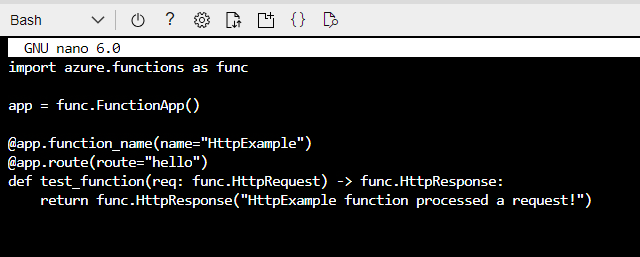 Bash
GNU nano 6.0
import azure.functions as func
app = func.FunctionApp()
@app.function_name(name="HttpExample")
@app.route(route="hello")
def test_function(req: func.HttpRequest) -> func.HttpResponse:
    return func.HttpResponse("HttpExample function processed a request!")